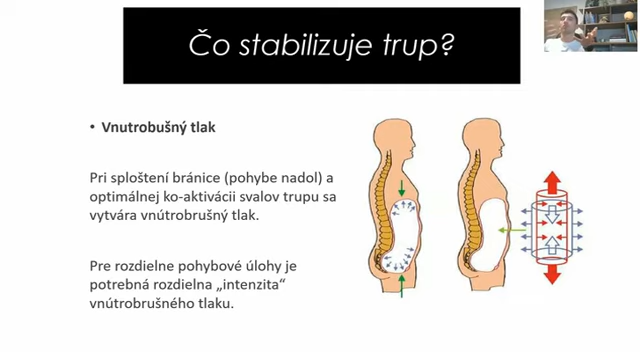 Čo stabilizuje trup?
• Vnutrobušný tlak
Pri sploštení bránice (pohybe nadol) a
optimálnej ko-aktivácii svalov trupu sa
vytvára vnútrobrušný tlak.
Pre rozdielne pohybové úlohy je
potrebná rozdielna „intenzita“
vnútrobrušného tlaku.